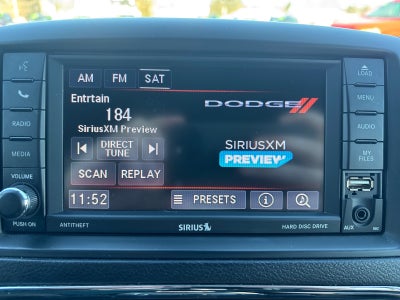 AM FM SAT
LOAD
Entrtain
184
SiriusXM Preview
DODGE
MENU
RADIO
DIRECT TUNE
SIRIUSXM
PREVIEW
AUDIO
MEDIA
SCAN REPLAY
MY FILES
11:52 PRESETS
PUSH ON
ANTITHEFT
SIRIUS
HARD DISC DRIVE
AUX